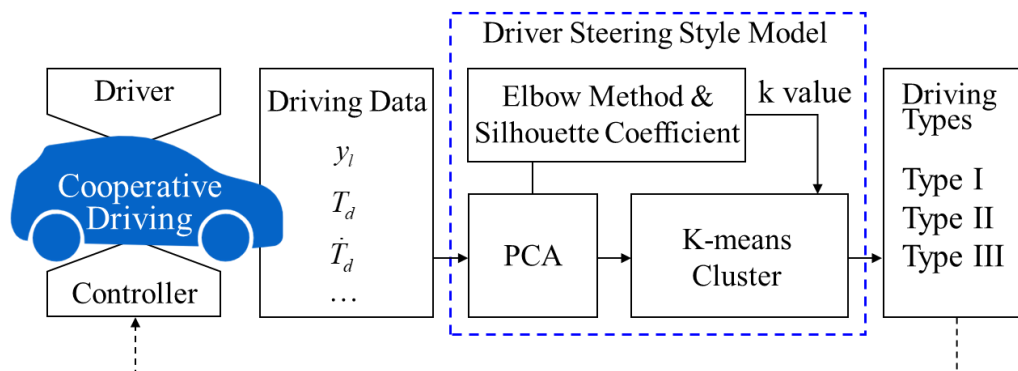 Driver
Cooperative
Driving
Controller
Driving Data
y_l
T_d
Ṫ_d
...
Driver Steering Style Model
Elbow Method &
Silhouette Coefficient
k value
PCA
K-means
Cluster
Driving
Types
Type I
Type II
Type III